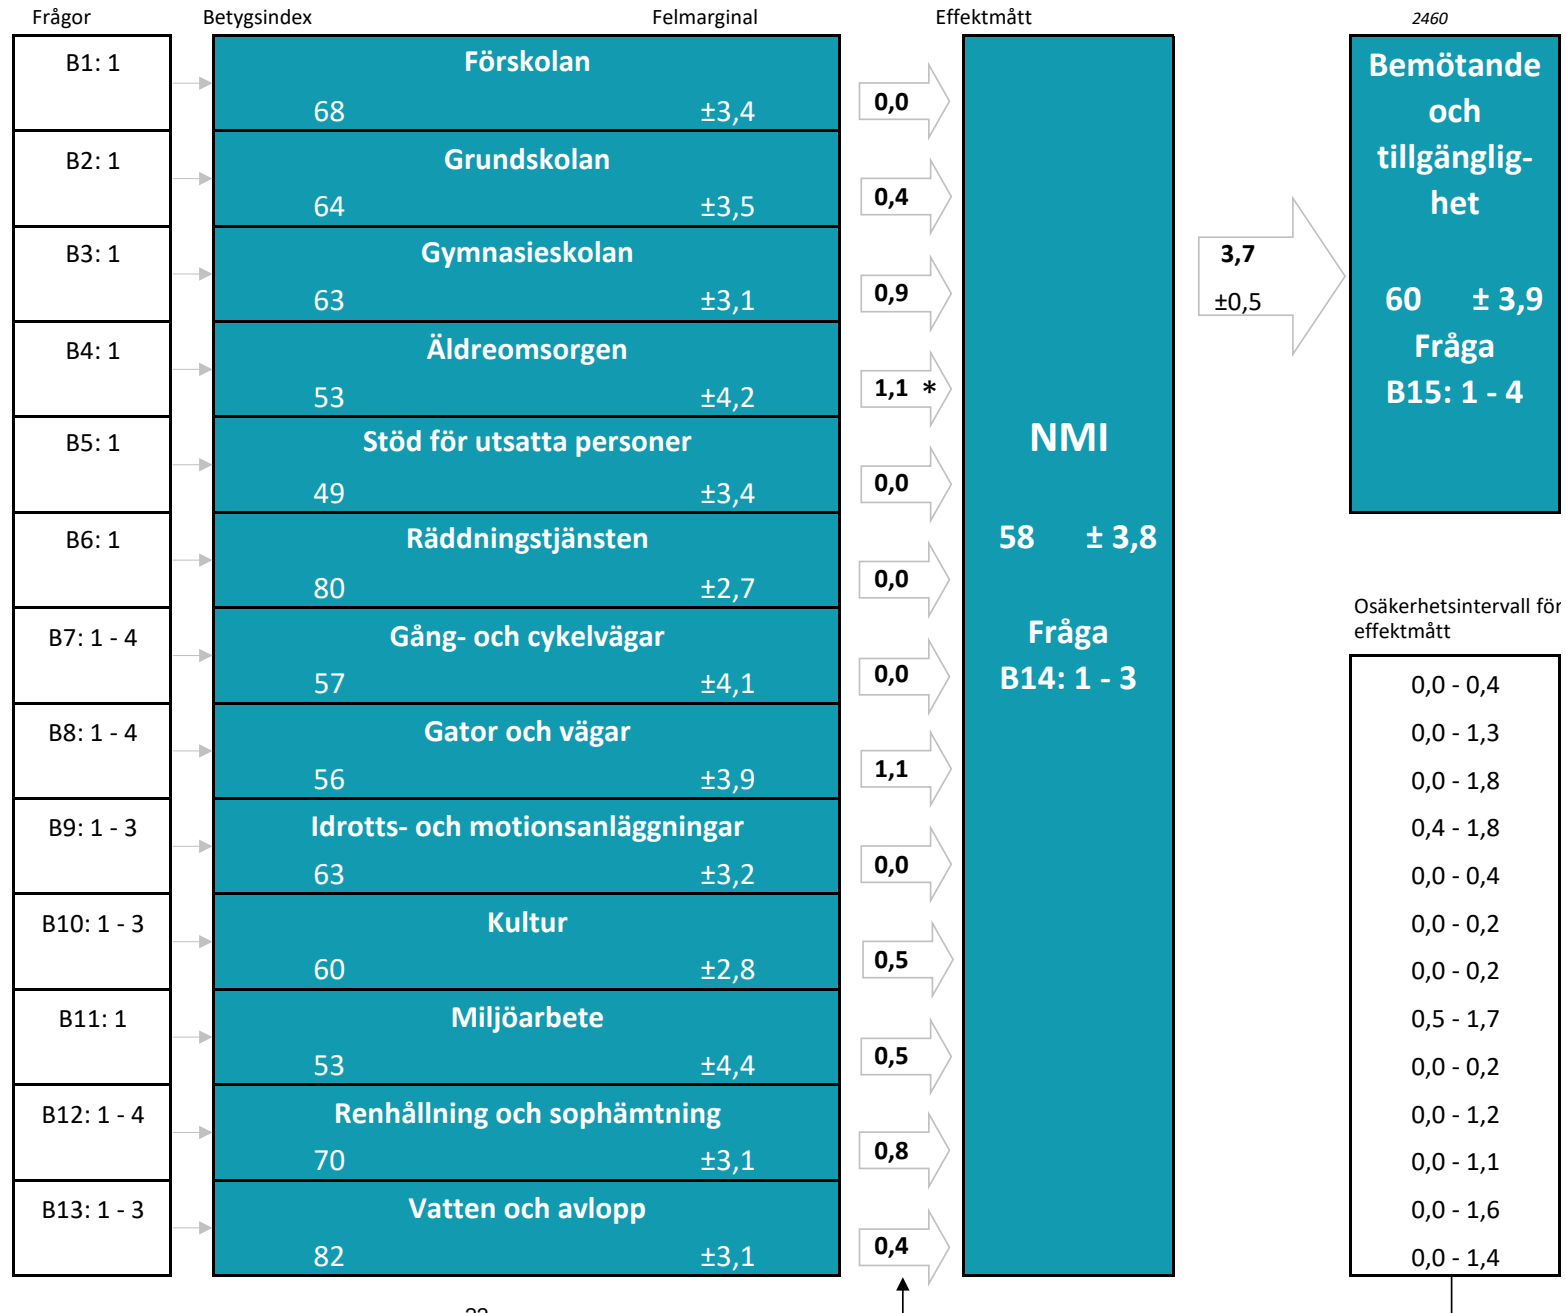 Frågor Betygsindex Felmarginal Effektmått 2460
B1: 1 Förskolan
68 ±3,4 0,0
B2: 1 Grundskolan
64 ±3,5 0,4
B3: 1 Gymnasieskolan
63 ±3,1 0,9
B4: 1 Äldreomsorgen
53 ±4,2 1,1 *
B5: 1 Stöd för utsatta personer
49 ±3,4 0,0
B6: 1 Räddningstjänsten
80 ±2,7 0,0
B7: 1 - 4 Gång- och cykelvägar
57 ±4,1 0,0
B8: 1 - 4 Gator och vägar
56 ±3,9 1,1
B9: 1 - 3 Idrotts- och motionsanläggningar
63 ±3,2 0,0
B10: 1 - 3 Kultur
60 ±2,8 0,5
B11: 1 Miljöarbete
53 ±4,4 0,5
B12: 1 - 4 Renhållning och sophämtning
70 ±3,1 0,8
B13: 1 - 3 Vatten och avlopp
82 ±3,1 0,4
NMI
58 ± 3,8
Fråga
B14: 1 - 3
3,7
±0,5
Bemötande
och
tillgänglig-
het
60 ± 3,9
Fråga
B15: 1 - 4
Osäkerhetsintervall för
effektmått
0,0 - 0,4
0,0 - 1,3
0,0 - 1,8
0,4 - 1,8
0,0 - 0,4
0,0 - 0,2
0,0 - 0,2
0,5 - 1,7
0,0 - 0,2
0,0 - 1,2
0,0 - 1,1
0,0 - 1,6
0,0 - 1,4